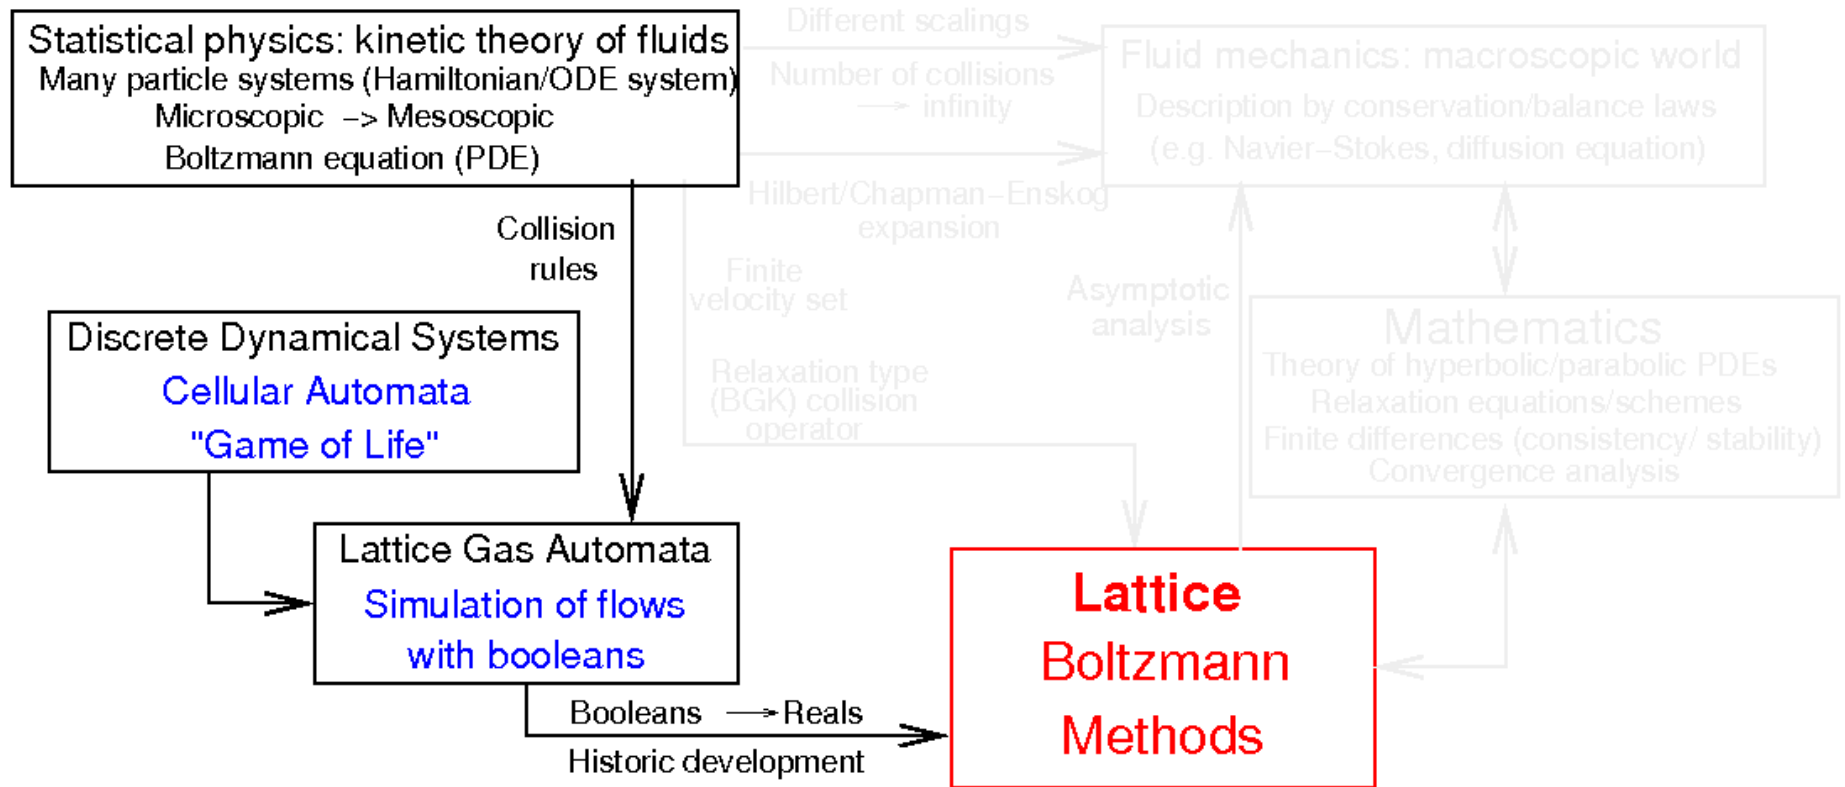 Statistical physics: kinetic theory of fluids
Many particle systems (Hamiltonian/ODE system)
Microscopic -> Mesoscopic
Boltzmann equation (PDE)
Different scalings
Number of collisions
→ infinity
Hilbert/Chapman-Enskog
expansion
Fluid mechanics: macroscopic world
Description by conservation/balance laws
(e.g. Navier-Stokes, diffusion equation)
Collision
rules
Finite
velocity set
Relaxation type
(BGK) collision
operator
Asymptotic
analysis
Mathematics
Theory of hyperbolic/parabolic PDEs
Relaxation equations/schemes
Finite differences (consistency/ stability)
Convergence analysis
Discrete Dynamical Systems
Cellular Automata
"Game of Life"
Lattice Gas Automata
Simulation of flows
with booleans
Booleans → Reals
Historic development
Lattice
Boltzmann
Methods